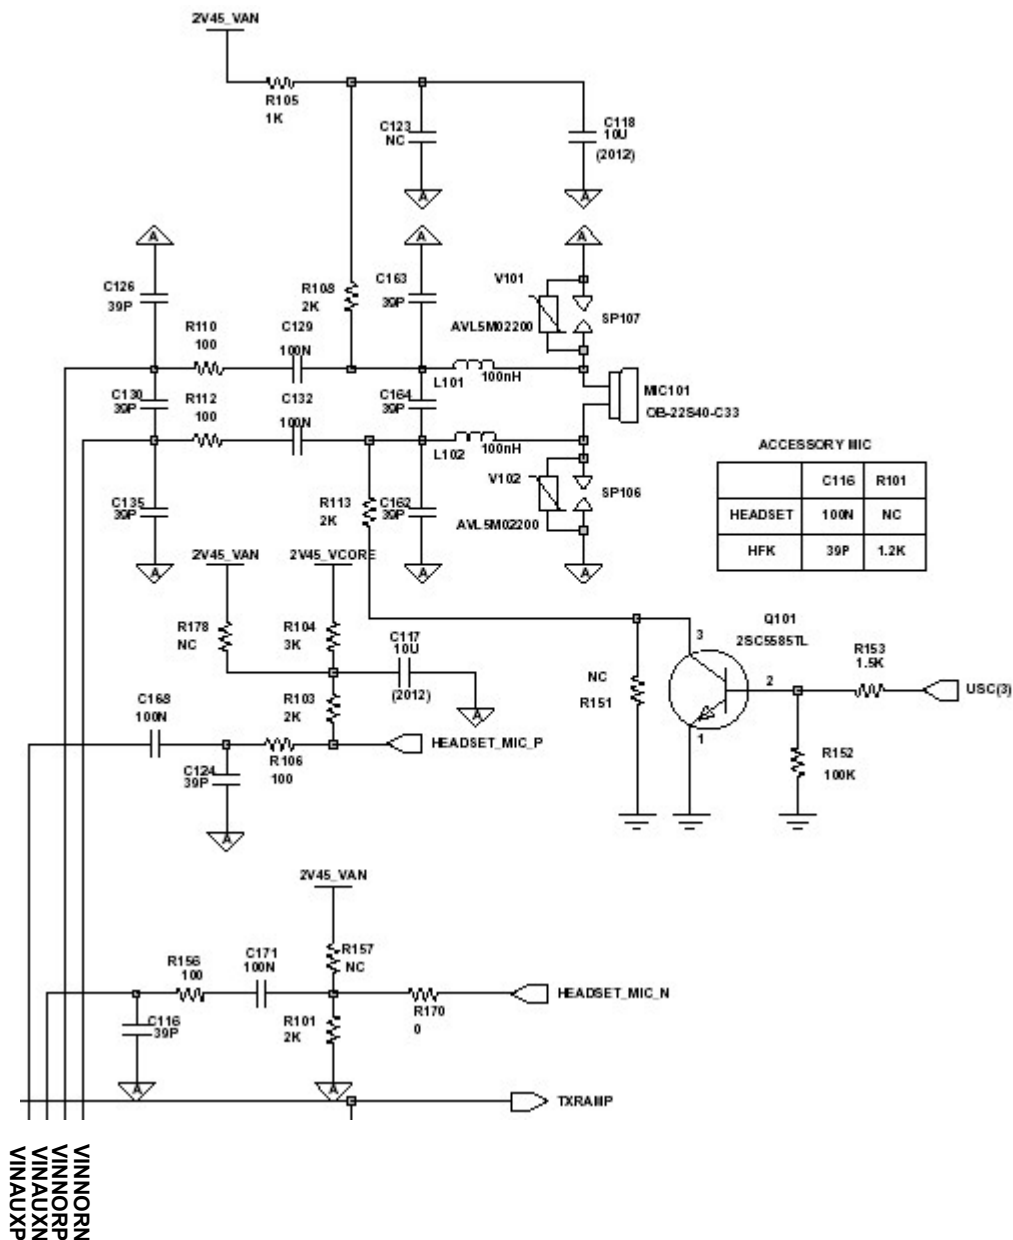 2V45_VAN
R105
1K
C123
NC
C118
10U
(2012)
A
A
A
A
A
C126
39P
R108
2K
C163
39P
V101
AVL5M02200
SP107
R110
100
C129
100N
L101
100nH
MIC101
OB-22S40-C33
C130
39P
R112
100
C132
100N
C164
39P
L102
100nH
ACCESSORY MIC
C116
R101
HEADSET
100N
NC
HFK
39P
1.2K
V102
AVL5M02200
SP106
C135
39P
R113
2K
C162
39P
A
A
A
2V45_VAN
2V45_VCORE
R178
NC
R104
3K
C117
10U
(2012)
A
Q101
2SC5585TL
3
2
1
R153
1.5K
USC(3)
NC
R151
R152
100K
C168
100N
R103
2K
HEADSET_MIC_P
C124
39P
R106
100
A
2V45_VAN
R157
NC
C171
100N
R156
100
HEADSET_MIC_N
R170
0
C116
39P
R101
2K
A
A
TXRAMP
VINNORN
VINNORP
VINAUXN
VINAUXP